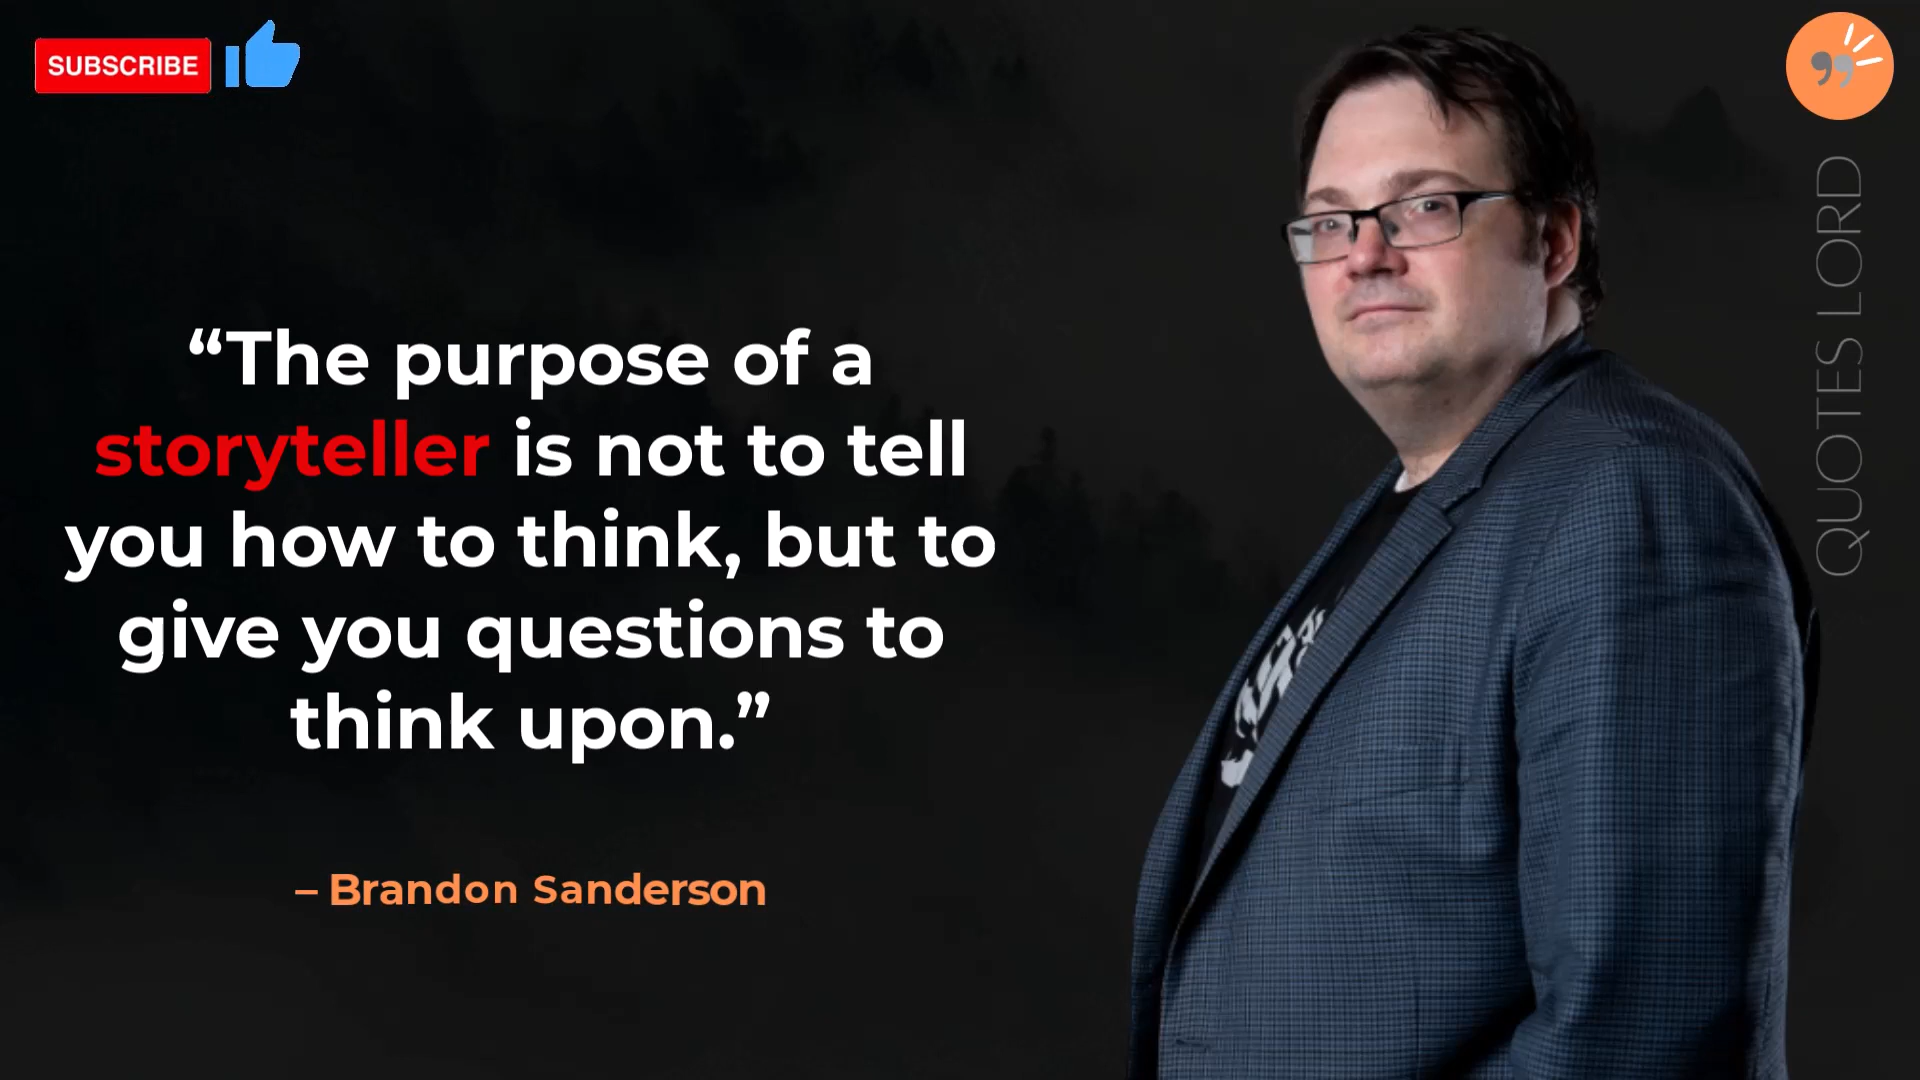 SUBSCRIBE
“The purpose of a
storyteller is not to tell
you how to think, but to
give you questions to
think upon.”
– Brandon Sanderson
QUOTES LORD